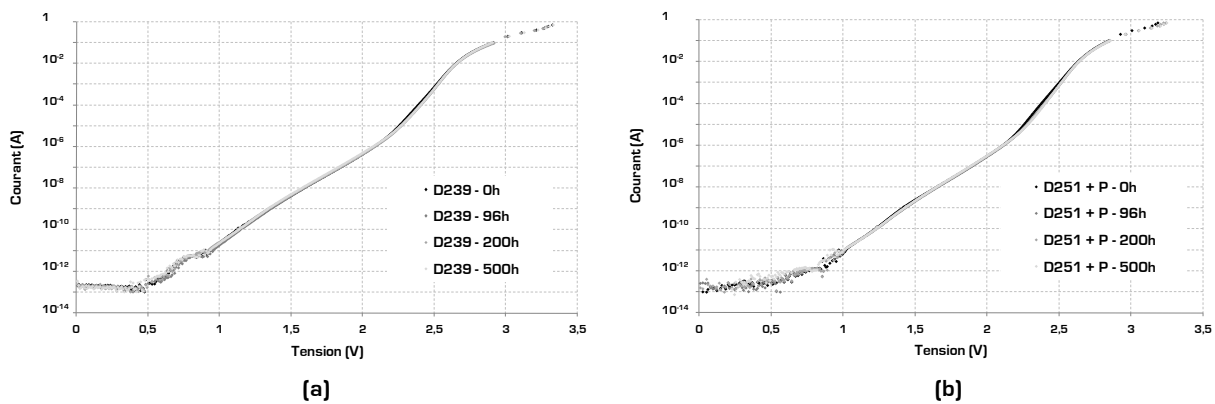 1
10-2
10-4
10-6
10-8
10-10
10-12
10-14
Courant (A)
D239 - 0h
D239 - 96h
D239 - 200h
D239 - 500h
0
0,5
1
1,5
2
2,5
3
3,5
Tension (V)
(a)
1
10-2
10-4
10-6
10-8
10-10
10-12
10-14
Courant (A)
D251 + P - 0h
D251 + P - 96h
D251 + P - 200h
D251 + P - 500h
0
0,5
1
1,5
2
2,5
3
3,5
Tension (V)
(b)